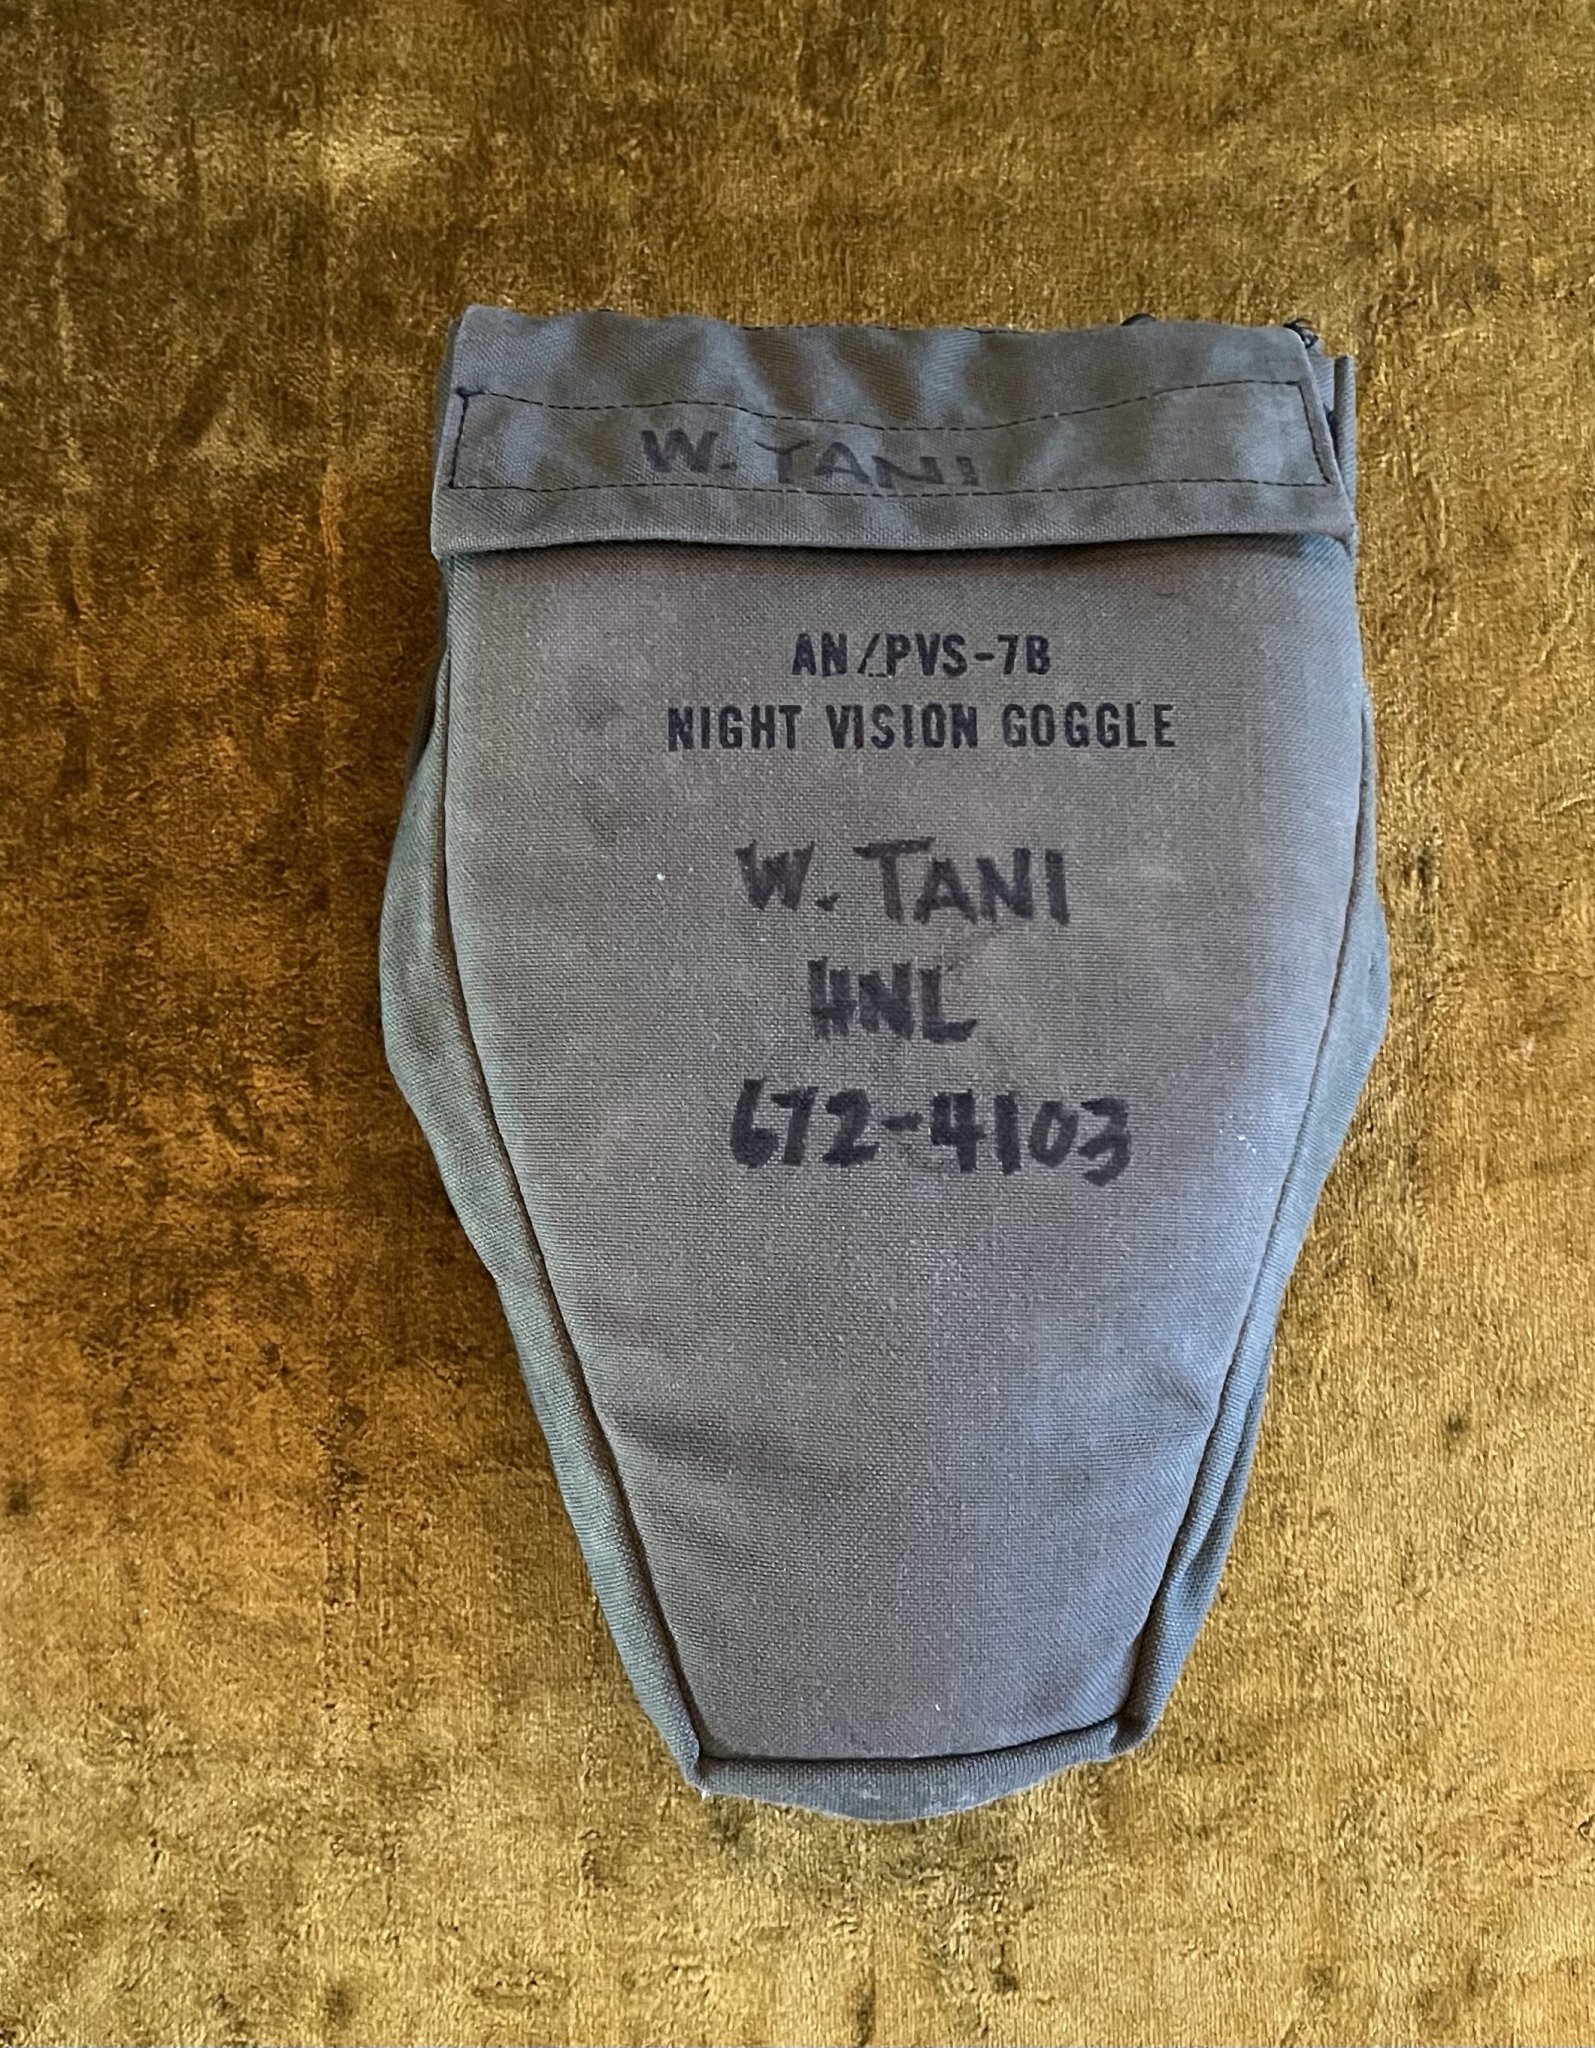 W. TANI
AN/PVS-7B
NIGHT VISION GOGGLE
W. TANI
HNL
672-4103